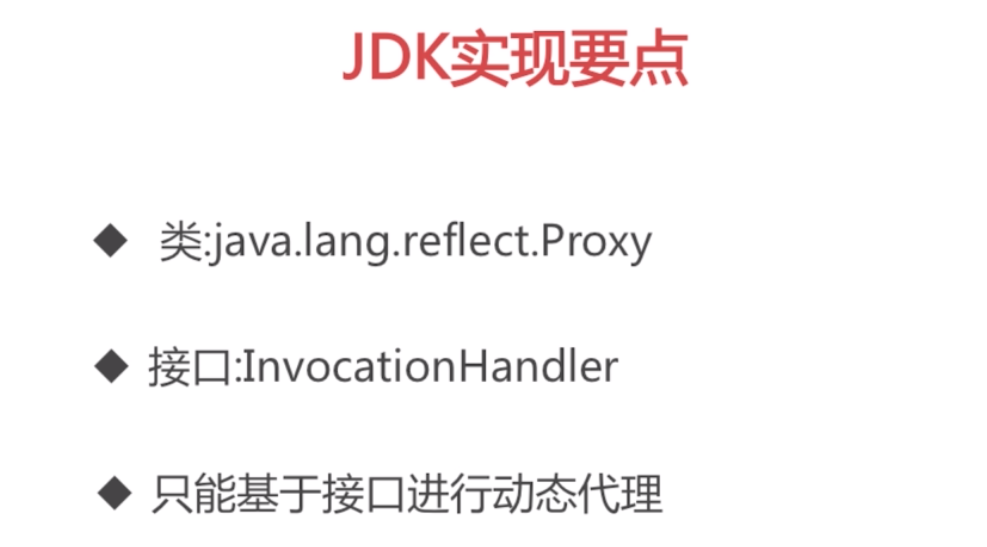 JDK实现要点
◆ 类:java.lang.reflect.Proxy
◆ 接口:InvocationHandler
◆ 只能基于接口进行动态代理